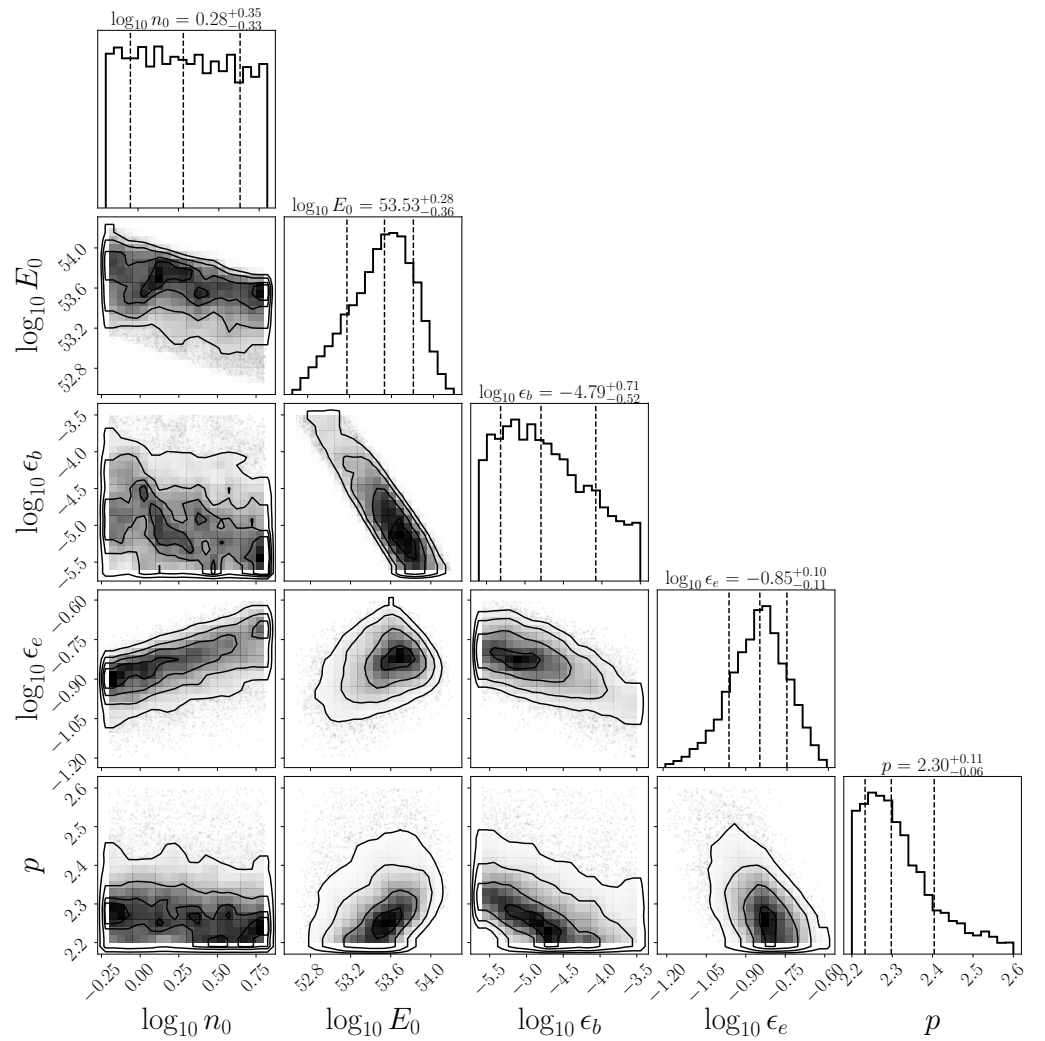 log₁₀ n₀ = 0.28⁺⁰·³⁵₋₀.₃₃
log₁₀ E₀ = 53.53⁺⁰·²⁸₋₀.₃₆
54.0
53.6
53.2
52.8
log₁₀ E₀
log₁₀ ϵ_b = −4.79⁺⁰·⁷¹₋₀.₅₂
−3.5
−4.0
−4.5
−5.0
−5.5
log₁₀ ϵ_b
log₁₀ ϵₑ = −0.85⁺⁰·¹⁰₋₀.₁₁
−0.60
−0.75
−0.90
−1.05
−1.20
log₁₀ ϵₑ
p = 2.30⁺⁰·¹¹₋₀.₀₆
2.6
2.5
2.4
2.3
2.2
p
−0.25 0.00 0.25 0.50 0.75
52.8 53.2 53.6 54.0
−5.5 −5.0 −4.5 −4.0 −3.5
−1.20 −1.05 −0.90 −0.75 −0.60
2.2 2.3 2.4 2.5 2.6
log₁₀ n₀ log₁₀ E₀ log₁₀ ϵ_b log₁₀ ϵₑ p